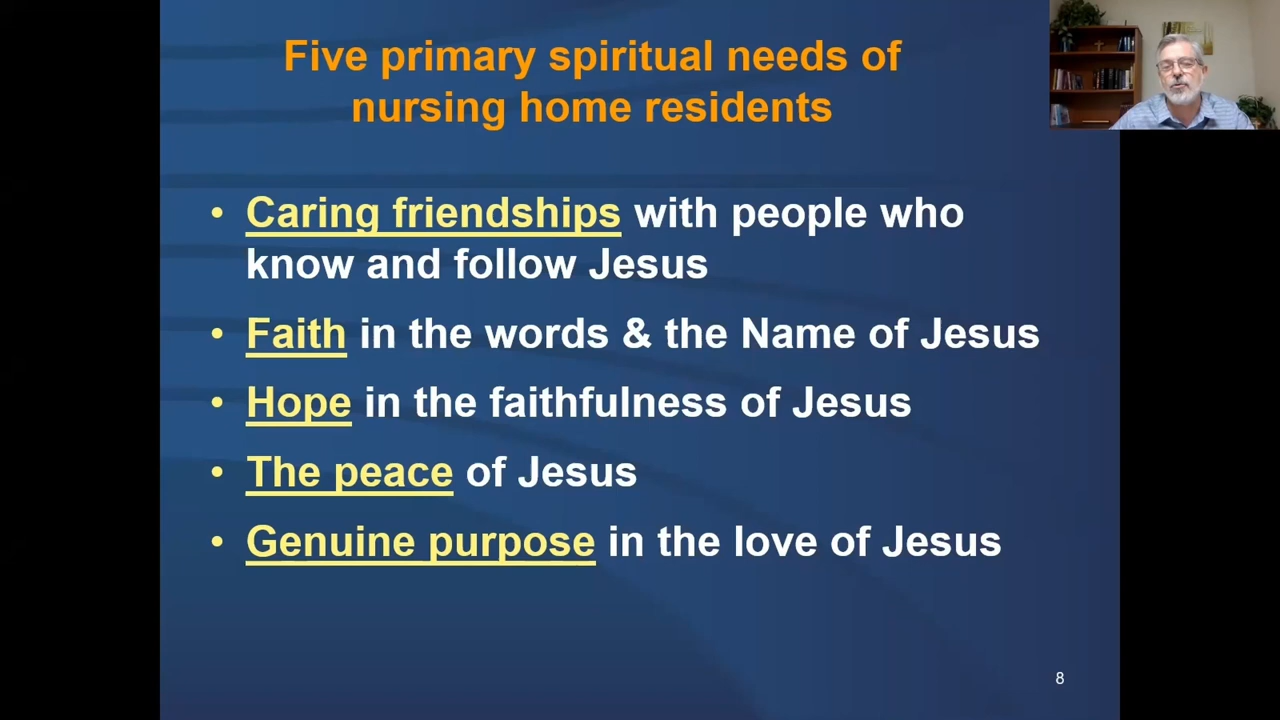 Five primary spiritual needs of
nursing home residents
• Caring friendships with people who
know and follow Jesus
• Faith in the words & the Name of Jesus
• Hope in the faithfulness of Jesus
• The peace of Jesus
• Genuine purpose in the love of Jesus
8